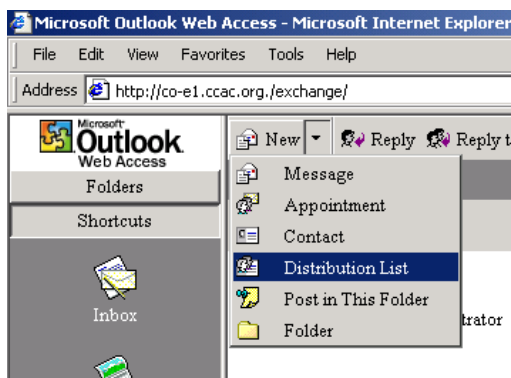 Microsoft Outlook Web Access - Microsoft Internet Explorer
File Edit View Favorites Tools Help
Address http://co-e1.ccac.org./exchange/
Microsoft
Outlook
Web Access
New Reply Reply t
Folders
Shortcuts
Inbox
Message
Appointment
Contact
Distribution List
Post in This Folder
Folder
trator